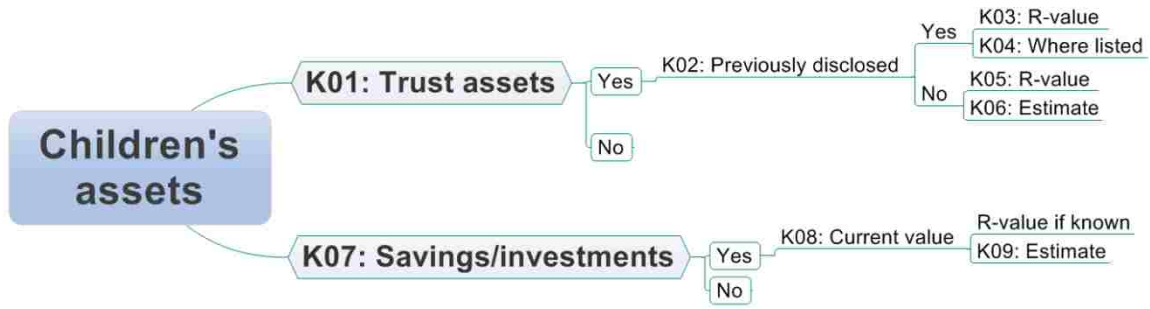 Children's
assets
K01: Trust assets
Yes
K02: Previously disclosed
Yes
K03: R-value
K04: Where listed
No
K05: R-value
K06: Estimate
No
K07: Savings/investments
Yes
K08: Current value
R-value if known
K09: Estimate
No